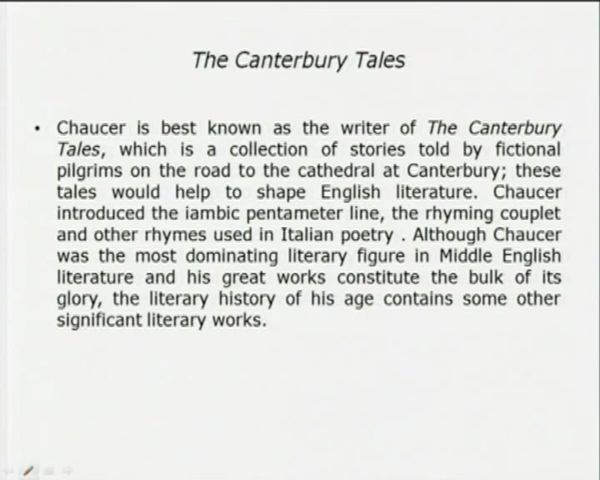 The Canterbury Tales
• Chaucer is best known as the writer of The Canterbury
Tales, which is a collection of stories told by fictional
pilgrims on the road to the cathedral at Canterbury; these
tales would help to shape English literature. Chaucer
introduced the iambic pentameter line, the rhyming couplet
and other rhymes used in Italian poetry . Although Chaucer
was the most dominating literary figure in Middle English
literature and his great works constitute the bulk of its
glory, the literary history of his age contains some other
significant literary works.